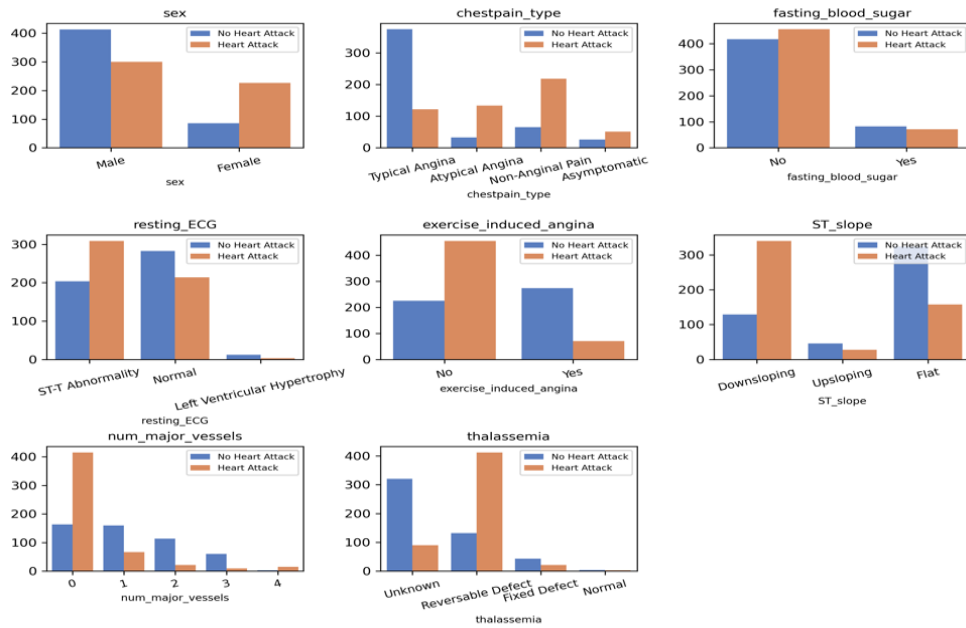 sex
400
300
200
100
0
No Heart Attack
Heart Attack
Male
Female
sex
chestpain_type
300
200
100
0
No Heart Attack
Heart Attack
Typical Angina
Atypical Angina
Non-Anginal Pain
Asymptomatic
chestpain_type
fasting_blood_sugar
400
300
200
100
0
No Heart Attack
Heart Attack
No
Yes
fasting_blood_sugar
resting_ECG
300
200
100
0
No Heart Attack
Heart Attack
ST-T Abnormality
Normal
Left Ventricular Hypertrophy
resting_ECG
exercise_induced_angina
400
300
200
100
0
No Heart Attack
Heart Attack
No
Yes
exercise_induced_angina
ST_slope
300
200
100
0
No Heart Attack
Heart Attack
Downsloping
Upsloping
Flat
ST_slope
num_major_vessels
400
300
200
100
0
No Heart Attack
Heart Attack
0
1
2
3
4
num_major_vessels
thalassemia
400
300
200
100
0
No Heart Attack
Heart Attack
Unknown
Reversable Defect
Fixed Defect
Normal
thalassemia